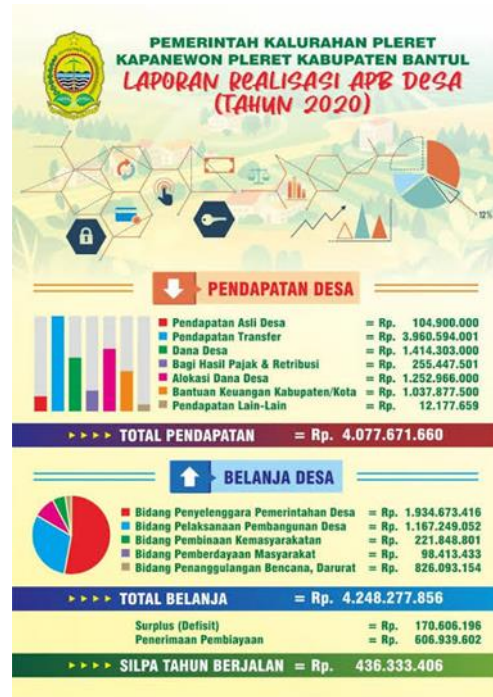 PEMERINTAH KALURAHAN PLERET
KAPANEWON PLERET KABUPATEN BANTUL
LAPORAN REALISASI APB DESA
(TAHUN 2020)
12%
PENDAPATAN DESA
Pendapatan Asli Desa = Rp. 104.900.000
Pendapatan Transfer = Rp. 3.960.594.001
Dana Desa = Rp. 1.414.303.000
Bagi Hasil Pajak & Retribusi = Rp. 255.447.501
Alokasi Dana Desa = Rp. 1.252.966.000
Bantuan Keuangan Kabupaten/Kota = Rp. 1.037.877.500
Pendapatan Lain-Lain = Rp. 12.177.659
TOTAL PENDAPATAN = Rp. 4.077.671.660
BELANJA DESA
Bidang Penyelenggara Pemerintahan Desa = Rp. 1.934.673.416
Bidang Pelaksanaan Pembangunan Desa = Rp. 1.167.249.052
Bidang Pembinaan Kemasyarakatan = Rp. 221.848.801
Bidang Pemberdayaan Masyarakat = Rp. 98.413.433
Bidang Penanggulangan Bencana, Darurat = Rp. 826.093.154
TOTAL BELANJA = Rp. 4.248.277.856
Surplus (Defisit) = Rp. 170.606.196
Penerimaan Pembiayaan = Rp. 606.939.602
SILPA TAHUN BERJALAN = Rp. 436.333.406